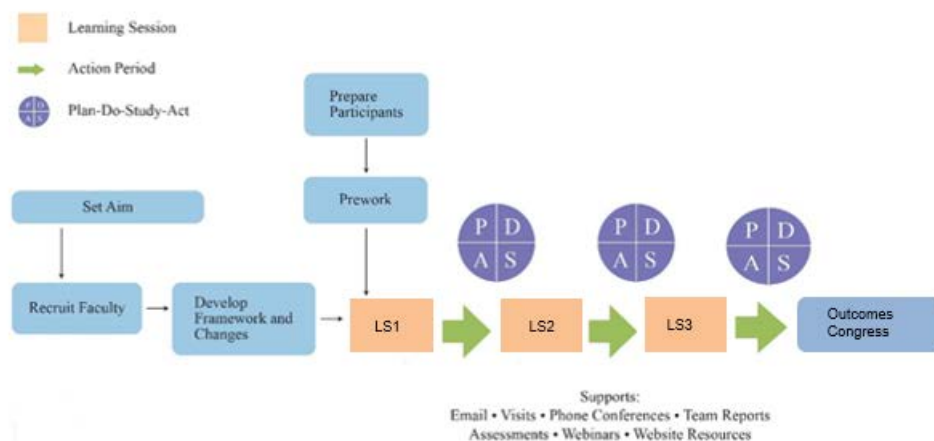 Learning Session
Action Period
P D
A S
Plan-Do-Study-Act
Prepare
Participants
Prework
Set Aim
Recruit Faculty
Develop
Framework and
Changes
P D
A S
P D
A S
P D
A S
LS1
LS2
LS3
Outcomes
Congress
Supports:
Email • Visits • Phone Conferences • Team Reports
Assessments • Webinars • Website Resources